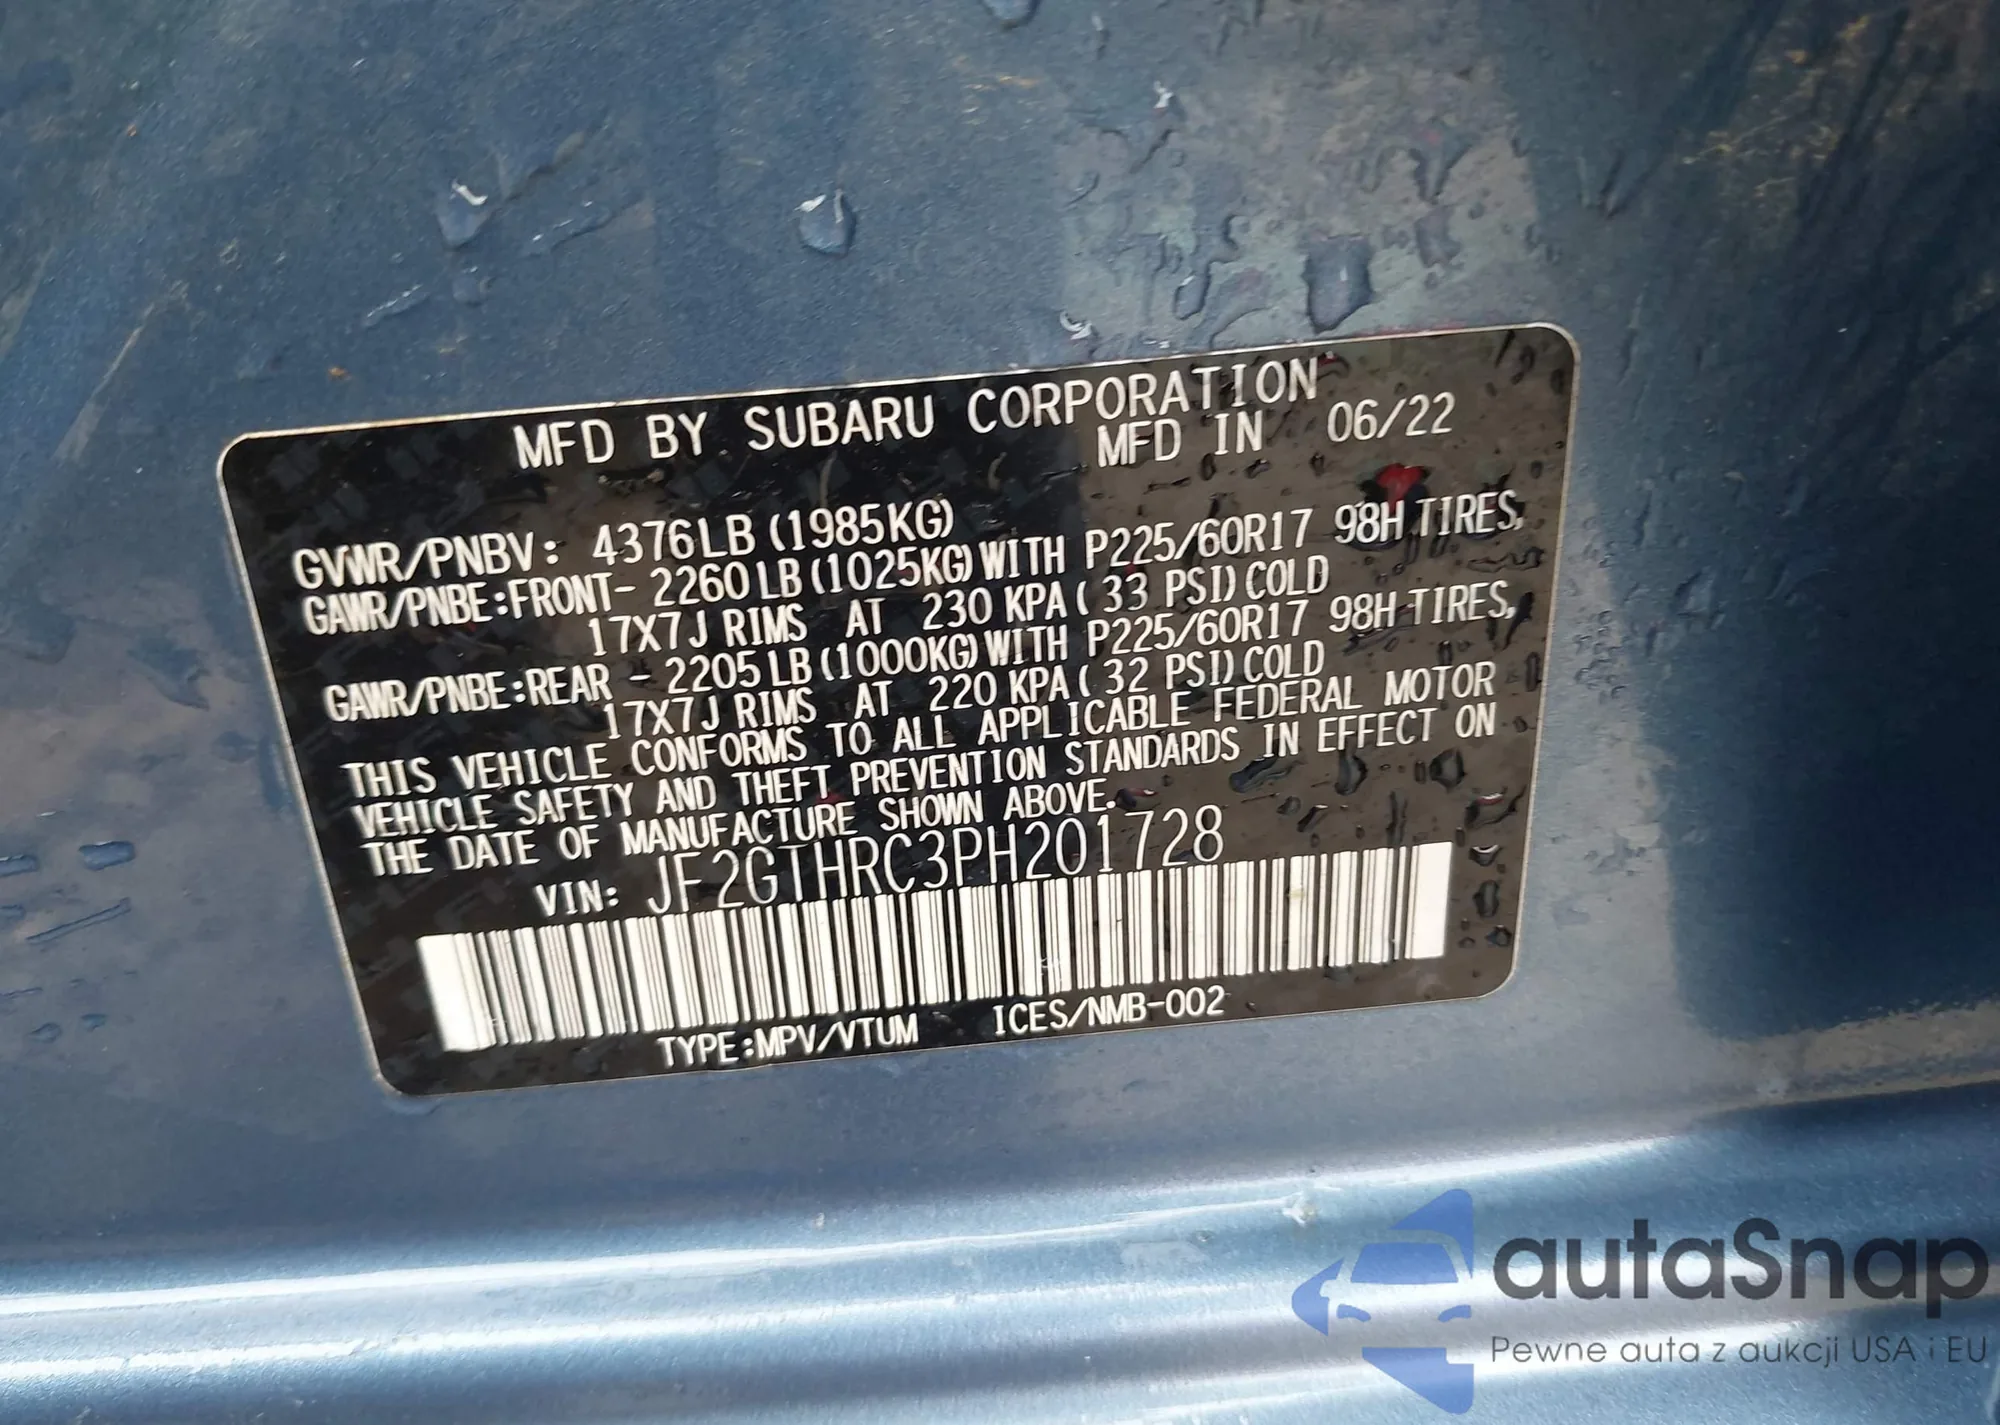 MFD BY SUBARU CORPORATION
MFD IN 06/22
GVWR/PNBV: 4376LB (1985KG)
GAWR/PNBE:FRONT- 2260LB (1025KG) WITH P225/60R17 98H TIRES,
17X7J RIMS AT 230 KPA( 33 PSI) COLD
GAWR/PNBE:REAR - 2205LB (1000KG) WITH P225/60R17 98H TIRES,
17X7J RIMS AT 220 KPA( 32 PSI) COLD
THIS VEHICLE CONFORMS TO ALL APPLICABLE FEDERAL MOTOR
VEHICLE SAFETY AND THEFT PREVENTION STANDARDS IN EFFECT ON
THE DATE OF MANUFACTURE SHOWN ABOVE.
VIN: JF2GTHRC3PH201728
TYPE:MPV/VTUM ICES/NMB-002
autaSnap
Pewne auta z aukcji USA i EU